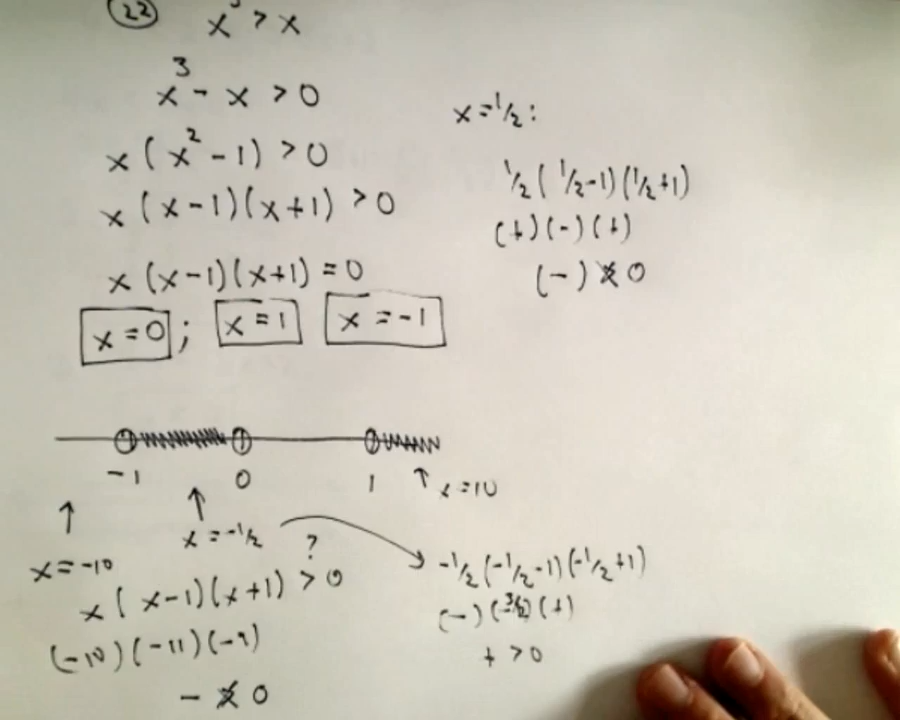 22 x³ > x
x³ - x > 0
x(x² - 1) > 0
x(x-1)(x+1) > 0
x(x-1)(x+1) = 0
x = 0 ; x = 1 x = -1
x = 1/2 :
1/2(1/2-1)(1/2+1)
(+)(-)(+)
(-) ≯ 0
-1 0 1
x = 10
x = -10
x = -1/2
x(x-1)(x+1) >? 0
(-10)(-11)(-9)
- ≯ 0
-1/2(-1/2-1)(-1/2+1)
(-)(-3/2)(+)
+ > 0